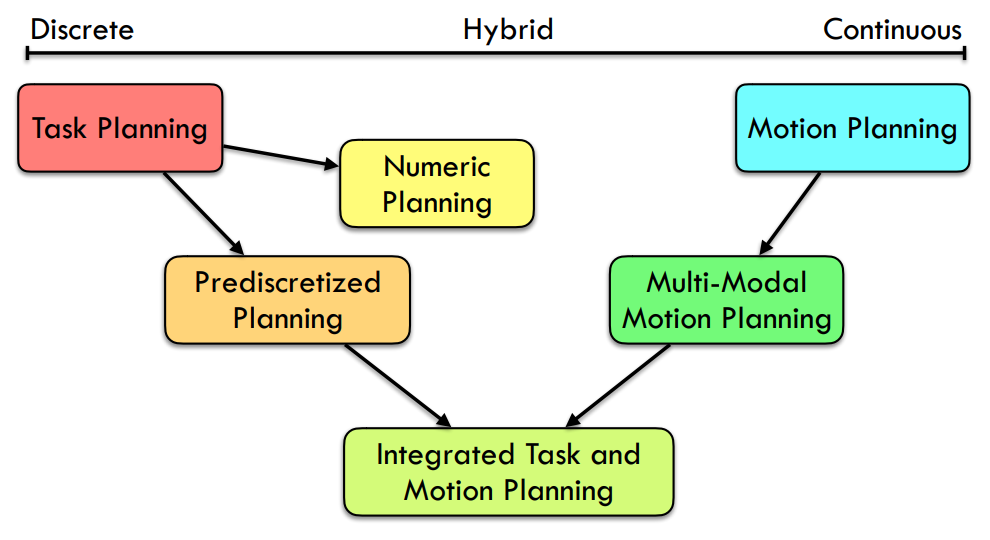 Discrete Hybrid Continuous
Task Planning
Motion Planning
Numeric
Planning
Prediscretized
Planning
Multi-Modal
Motion Planning
Integrated Task and
Motion Planning